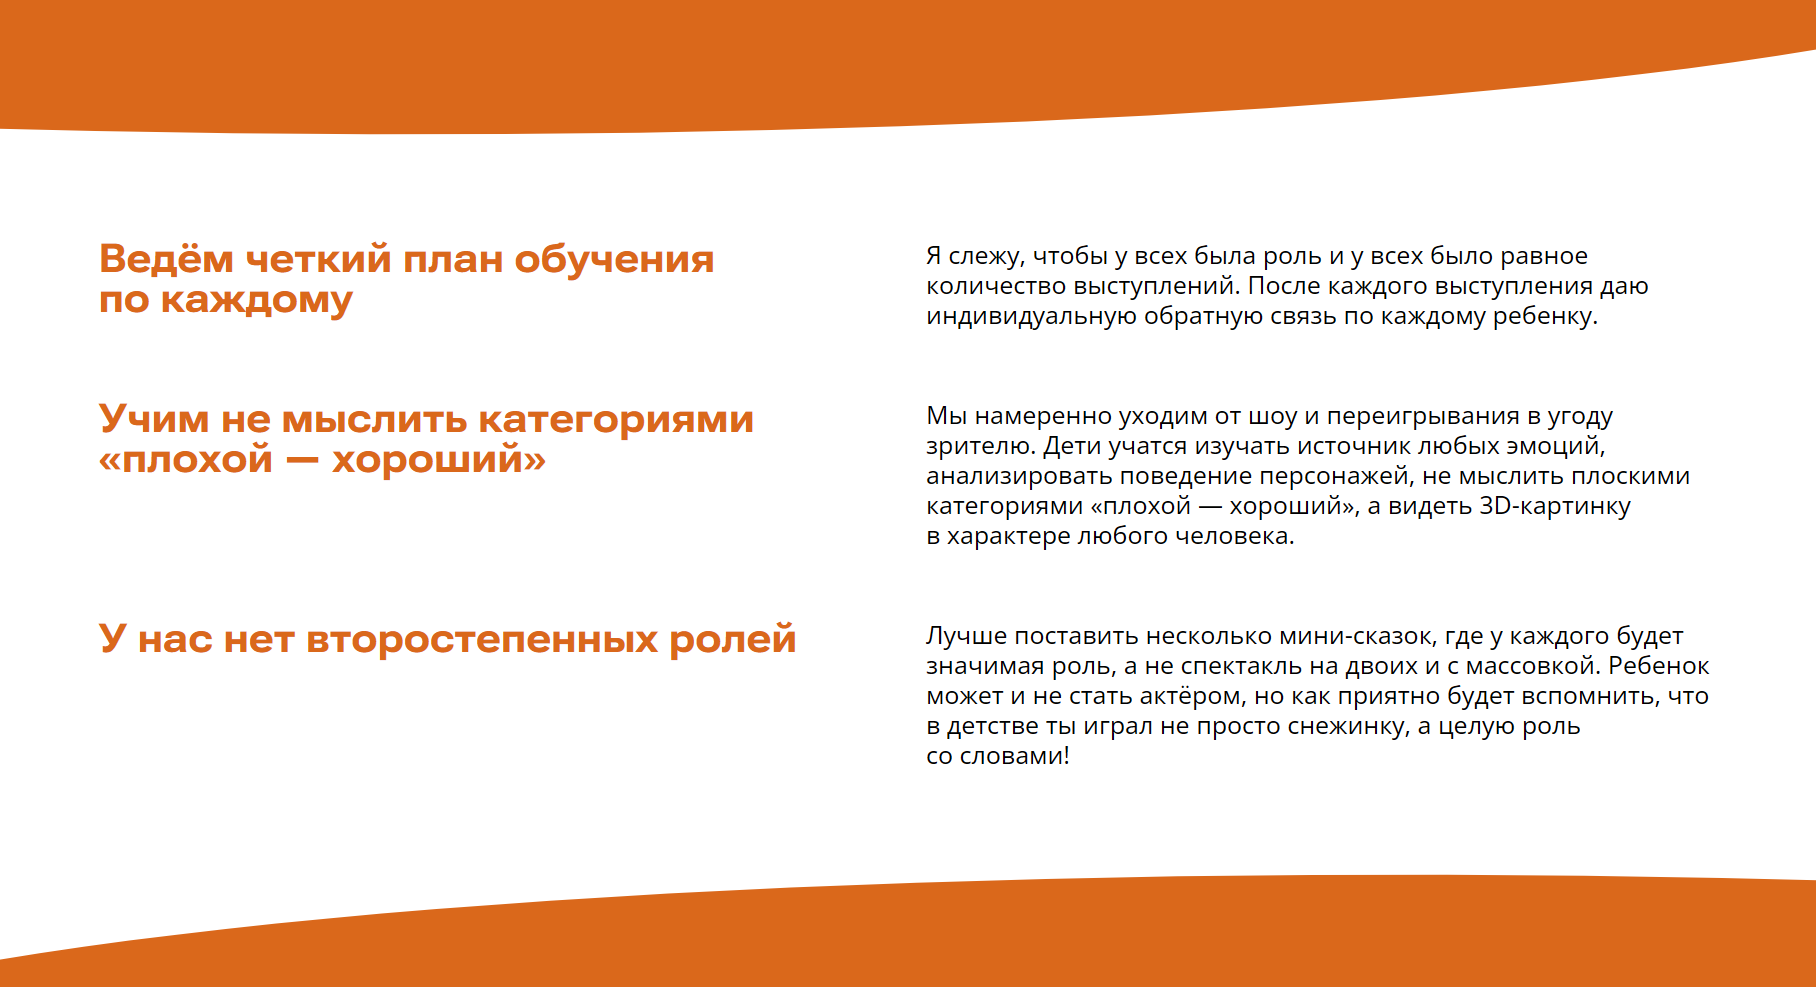 Ведём четкий план обучения
по каждому
Я слежу, чтобы у всех была роль и у всех было равное
количество выступлений. После каждого выступления даю
индивидуальную обратную связь по каждому ребенку.
Учим не мыслить категориями
«плохой — хороший»
Мы намеренно уходим от шоу и переигрывания в угоду
зрителю. Дети учатся изучать источник любых эмоций,
анализировать поведение персонажей, не мыслить плоскими
категориями «плохой — хороший», а видеть 3D-картинку
в характере любого человека.
У нас нет второстепенных ролей
Лучше поставить несколько мини-сказок, где у каждого будет
значимая роль, а не спектакль на двоих и с массовкой. Ребенок
может и не стать актёром, но как приятно будет вспомнить, что
в детстве ты играл не просто снежинку, а целую роль
со словами!